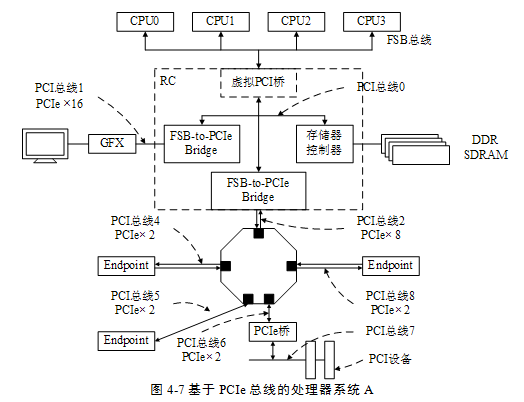 CPU0
CPU1
CPU2
CPU3
FSB总线
RC
虚拟PCI桥
PCI总线0
PCI总线1
PCIe ×16
GFX
FSB-to-PCIe
Bridge
存储器
控制器
DDR
SDRAM
FSB-to-PCIe
Bridge
PCI总线4
PCIe× 2
PCI总线2
PCIe× 8
Endpoint
Endpoint
PCI总线5
PCIe× 2
PCI总线8
PCIe× 2
Endpoint
PCI总线6
PCIe× 2
PCIe桥
PCI总线7
PCI设备
图 4-7 基于 PCIe 总线的处理器系统 A